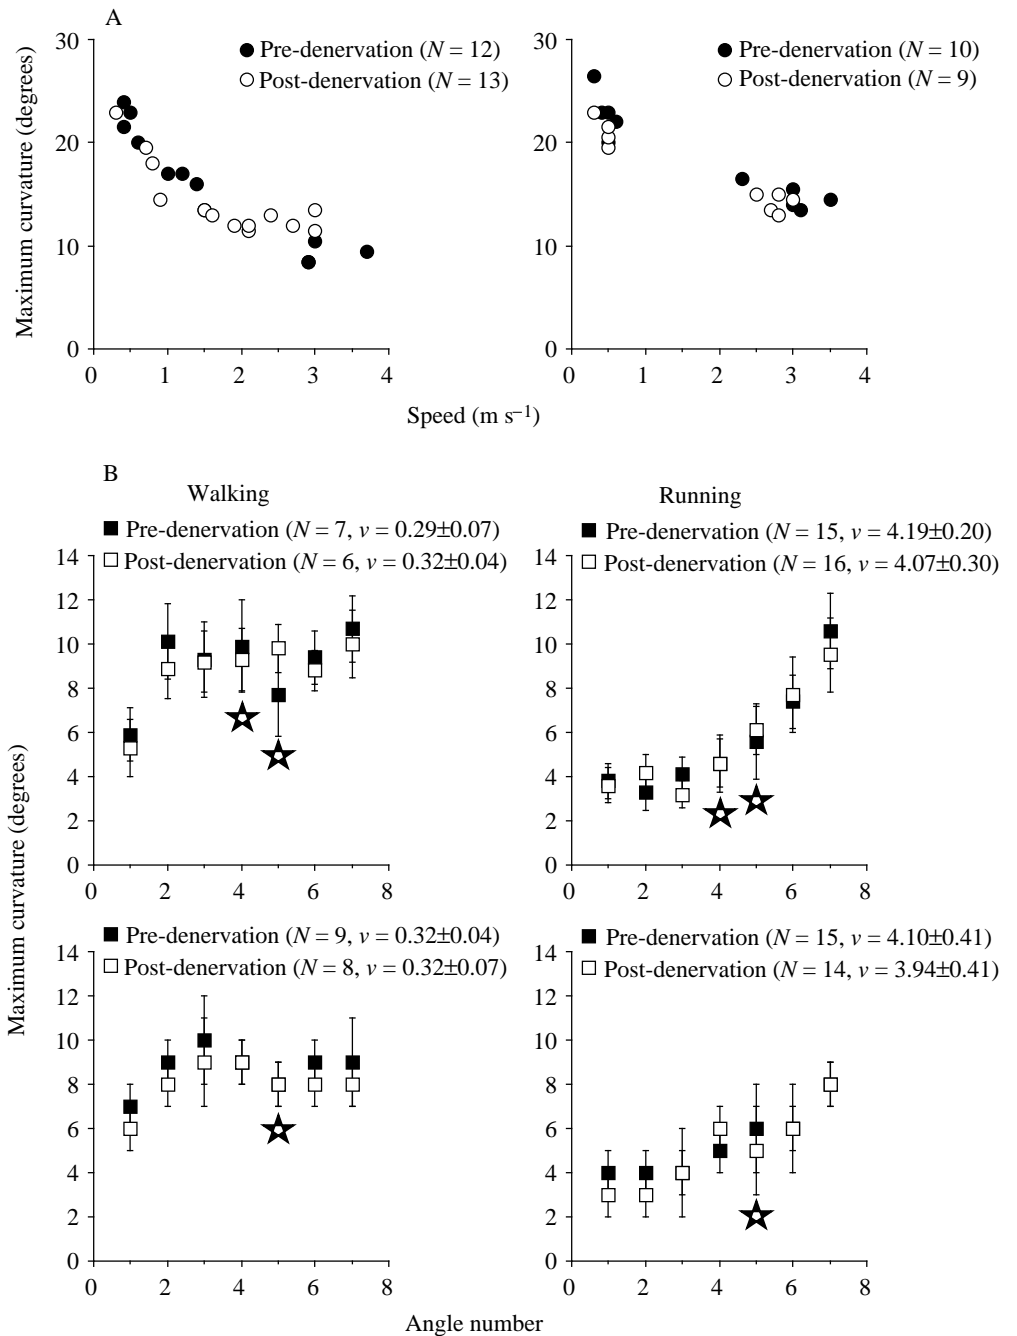 A
Maximum curvature (degrees)
30
20
10
0
0 1 2 3 4
Pre-denervation (N = 12)
Post-denervation (N = 13)
30
20
10
0
0 1 2 3 4
Pre-denervation (N = 10)
Post-denervation (N = 9)
Speed (m s⁻¹)
B
Maximum curvature (degrees)
Walking
Pre-denervation (N = 7, v = 0.29±0.07)
Post-denervation (N = 6, v = 0.32±0.04)
14
12
10
8
6
4
2
0
0 2 4 6 8
Running
Pre-denervation (N = 15, v = 4.19±0.20)
Post-denervation (N = 16, v = 4.07±0.30)
14
12
10
8
6
4
2
0
0 2 4 6 8
Pre-denervation (N = 9, v = 0.32±0.04)
Post-denervation (N = 8, v = 0.32±0.07)
14
12
10
8
6
4
2
0
0 2 4 6 8
Pre-denervation (N = 15, v = 4.10±0.41)
Post-denervation (N = 14, v = 3.94±0.41)
14
12
10
8
6
4
2
0
0 2 4 6 8
Angle number